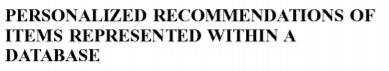 PERSONALIZED RECOMMENDATIONS OF
ITEMS REPRESENTED WITHIN A
DATABASE